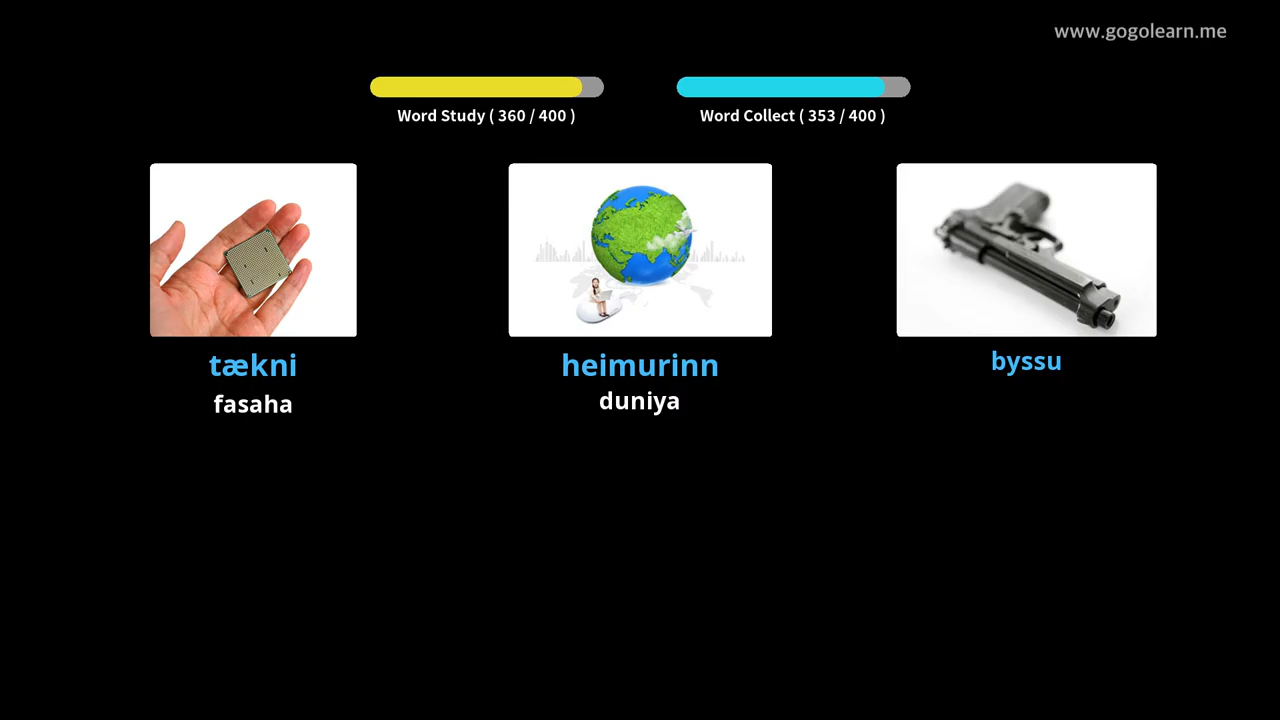 www.gogolearn.me
Word Study ( 360 / 400 )
Word Collect ( 353 / 400 )
tækni
heimurinn
byssu
fasaha
duniya